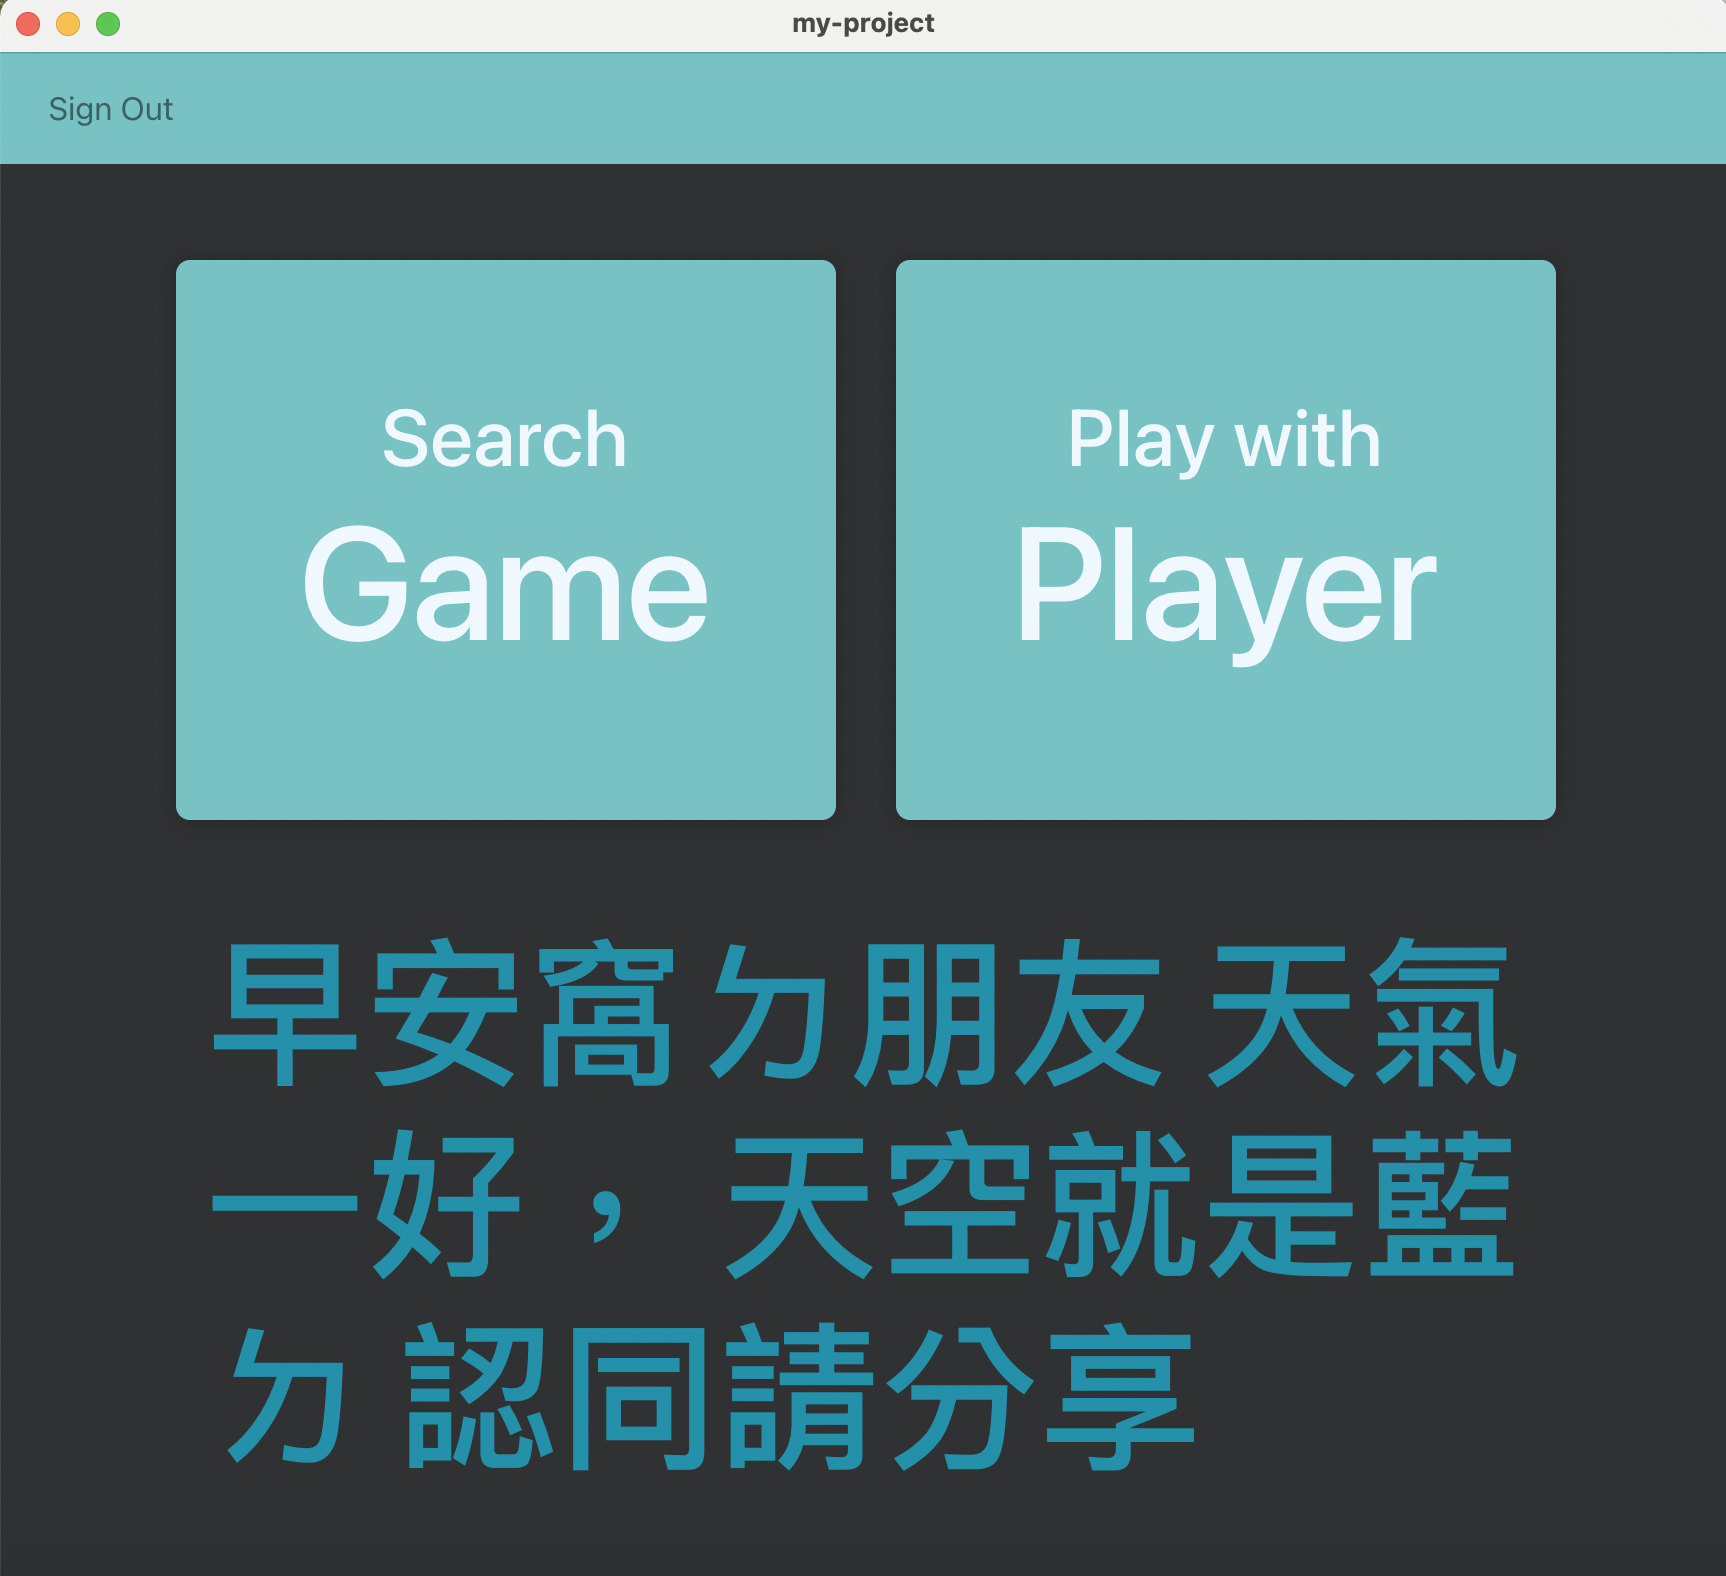 my-project
Sign Out
Search
Game
Play with
Player
早安窩ㄉ朋友 天氣
一好， 天空就是藍
ㄉ 認同請分享